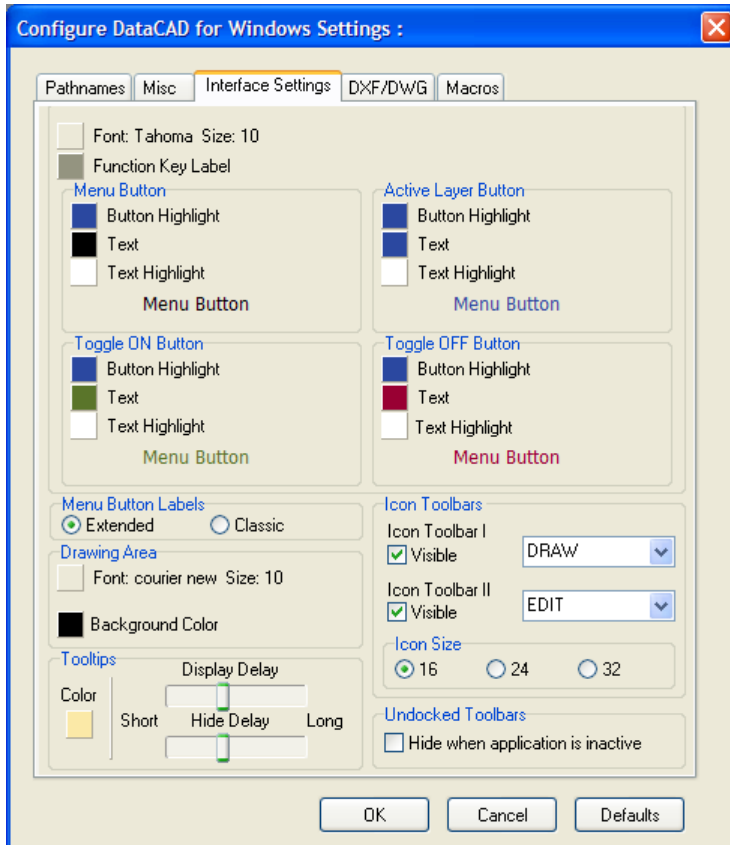 Configure DataCAD for Windows Settings :
Pathnames Misc Interface Settings DXF/DWG Macros
Font: Tahoma Size: 10
Function Key Label
Menu Button
Button Highlight
Text
Text Highlight
Menu Button
Active Layer Button
Button Highlight
Text
Text Highlight
Menu Button
Toggle ON Button
Button Highlight
Text
Text Highlight
Menu Button
Toggle OFF Button
Button Highlight
Text
Text Highlight
Menu Button
Menu Button Labels
Extended Classic
Drawing Area
Font: courier new Size: 10
Background Color
Tooltips
Display Delay
Color
Short Hide Delay Long
Icon Toolbars
Icon Toolbar I
Visible DRAW
Icon Toolbar II
Visible EDIT
Icon Size
16 24 32
Undocked Toolbars
Hide when application is inactive
OK Cancel Defaults